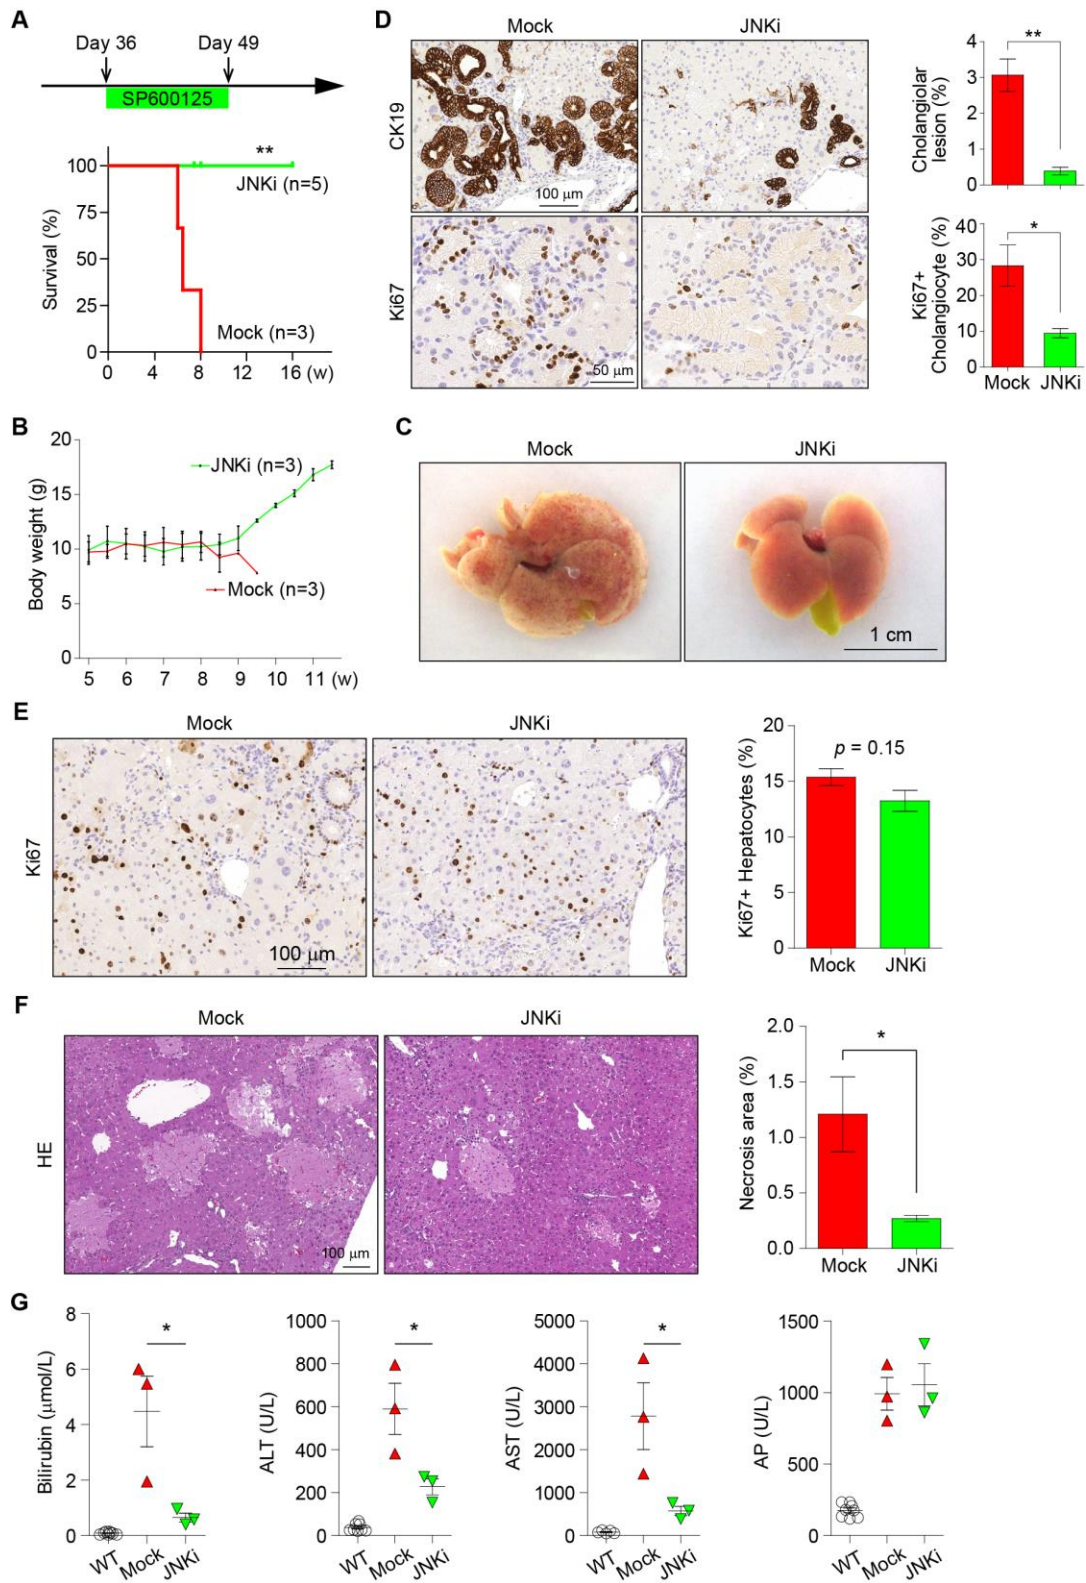 A
Day 36 Day 49
SP600125
Survival (%)
100
75
50
25
0
**
JNKi (n=5)
Mock (n=3)
0 4 8 12 16 (w)
B
Body weight (g)
20
15
10
5
0
JNKi (n=3)
Mock (n=3)
5 6 7 8 9 10 11 (w)
D
Mock JNKi
CK19
100 μm
Ki67
50 μm
Cholangiolar
lesion (%)
4
3
2
1
0
**
Ki67+
Cholangiocyte (%)
40
30
20
10
0
*
Mock JNKi
C
Mock JNKi
1 cm
E
Mock JNKi
Ki67
100 μm
Ki67+ Hepatocytes (%)
20
15
10
5
0
p = 0.15
Mock JNKi
F
Mock JNKi
HE
100 μm
Necrosis area (%)
2.0
1.5
1.0
0.5
0.0
*
Mock JNKi
G
Bilirubin (μmol/L)
8
6
4
2
0
*
WT Mock JNKi
ALT (U/L)
1000
800
600
400
200
0
*
WT Mock JNKi
AST (U/L)
5000
4000
3000
2000
1000
0
*
WT Mock JNKi
AP (U/L)
1500
1000
500
0
WT Mock JNKi